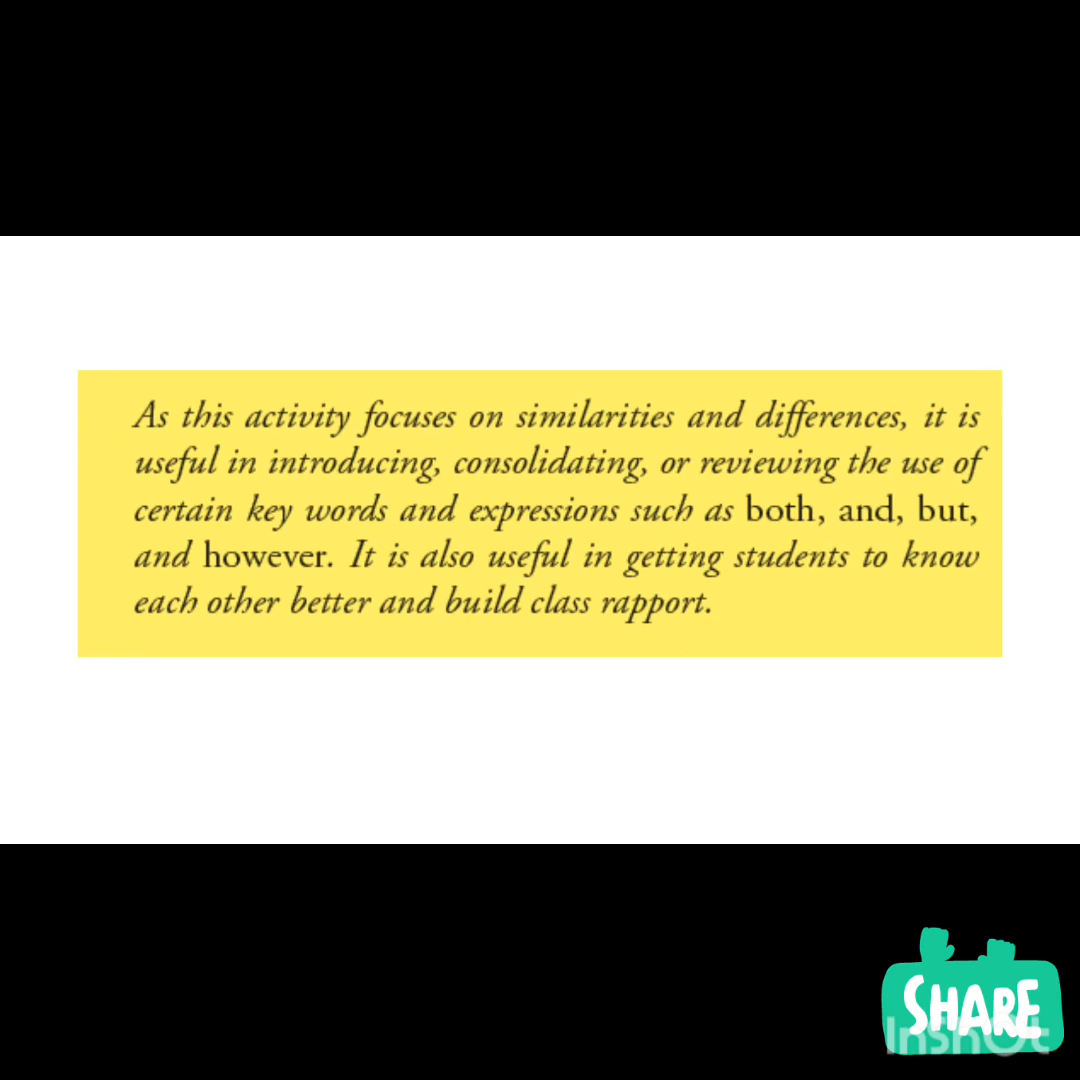 As this activity focuses on similarities and differences, it is
useful in introducing, consolidating, or reviewing the use of
certain key words and expressions such as both, and, but,
and however. It is also useful in getting students to know
each other better and build class rapport.
SHARE
InShOt